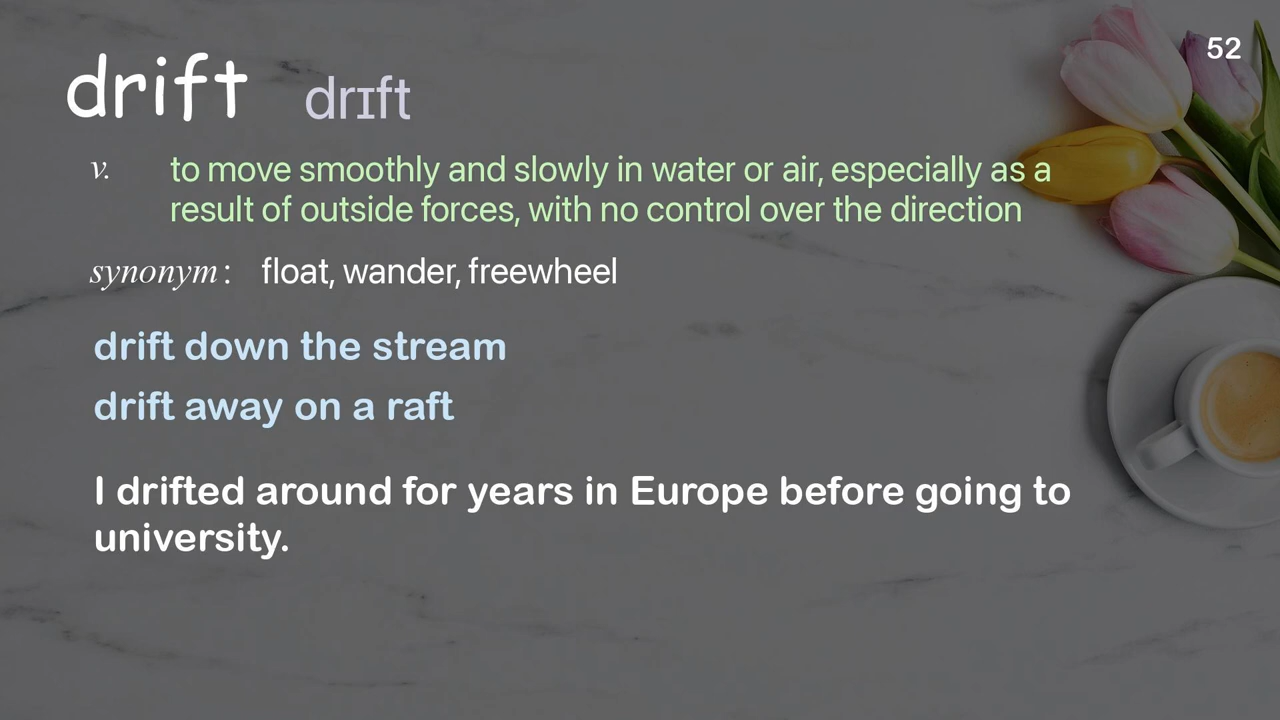 52
drift drɪft
v. to move smoothly and slowly in water or air, especially as a
result of outside forces, with no control over the direction
synonym: float, wander, freewheel
drift down the stream
drift away on a raft
I drifted around for years in Europe before going to
university.